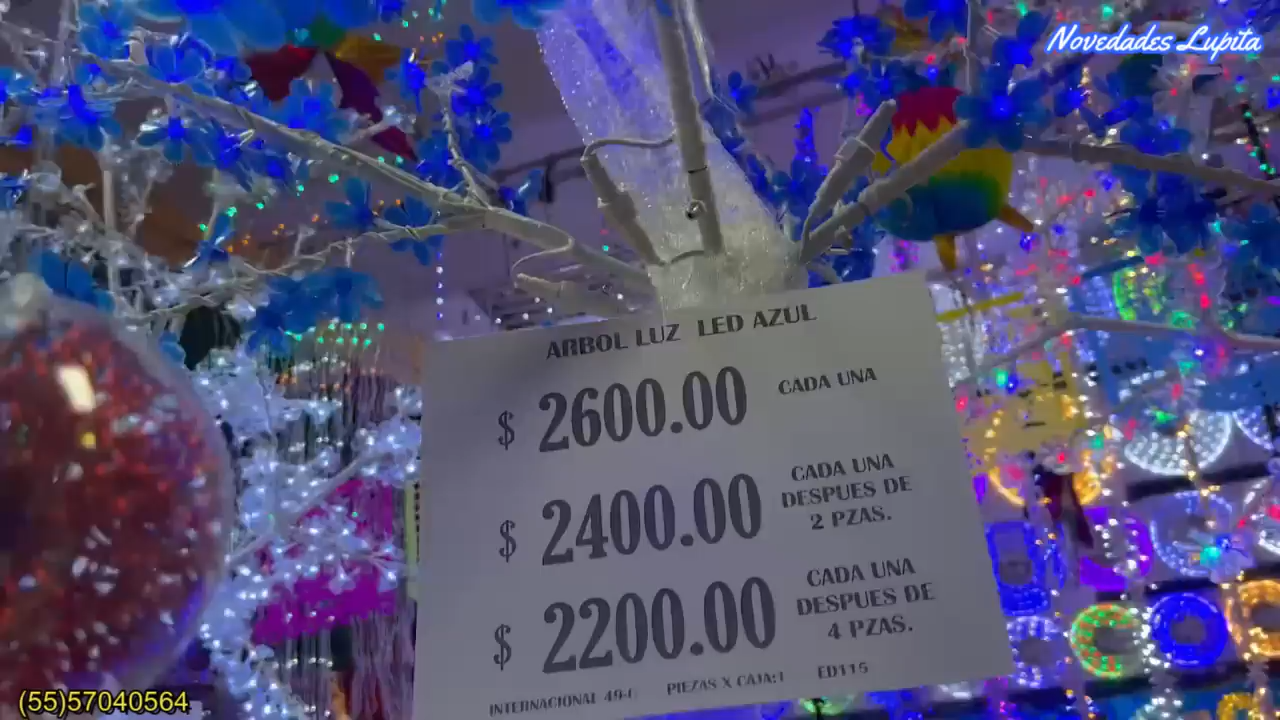 Novedades Lupita
ARBOL LUZ LED AZUL
$ 2600.00 CADA UNA
$ 2400.00 CADA UNA
DESPUES DE
2 PZAS.
$ 2200.00 CADA UNA
DESPUES DE
4 PZAS.
INTERNACIONAL PIEZAS X CAJA:1 ED115
(55)57040564